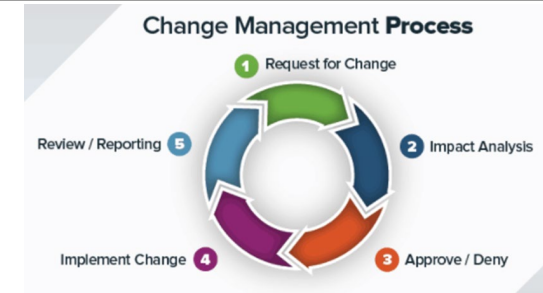 Change Management Process
1 Request for Change
2 Impact Analysis
3 Approve / Deny
4 Implement Change
5 Review / Reporting